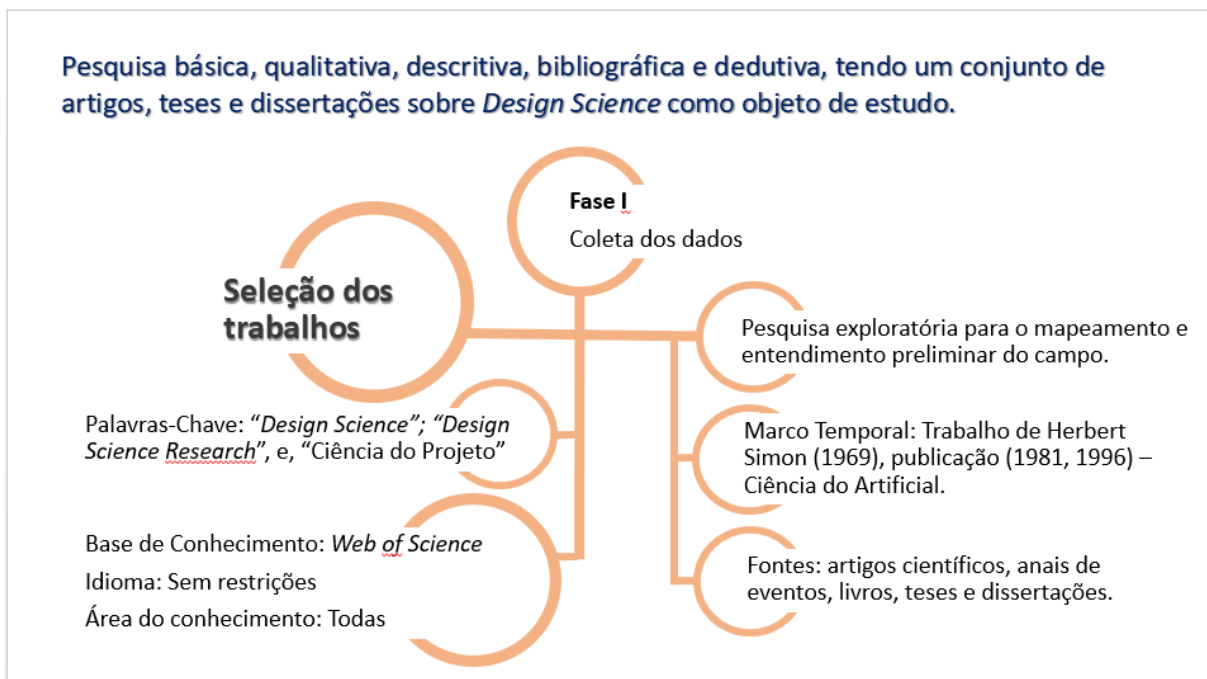 Pesquisa básica, qualitativa, descritiva, bibliográfica e dedutiva, tendo um conjunto de
artigos, teses e dissertações sobre Design Science como objeto de estudo.
Fase I
Coleta dos dados
Seleção dos
trabalhos
Pesquisa exploratória para o mapeamento e
entendimento preliminar do campo.
Palavras-Chave: “Design Science”; “Design
Science Research”, e, “Ciência do Projeto”
Marco Temporal: Trabalho de Herbert
Simon (1969), publicação (1981, 1996) –
Ciência do Artificial.
Base de Conhecimento: Web of Science
Idioma: Sem restrições
Área do conhecimento: Todas
Fontes: artigos científicos, anais de
eventos, livros, teses e dissertações.